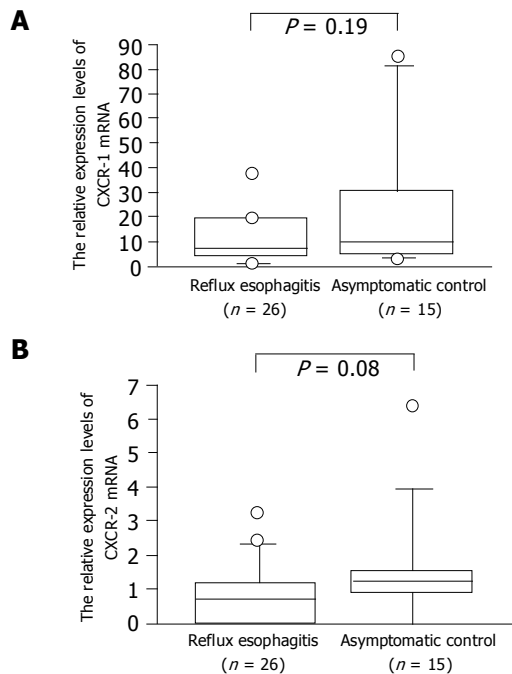 A
P = 0.19
The relative expression levels of
CXCR-1 mRNA
90
80
70
60
50
40
30
20
10
0
Reflux esophagitis Asymptomatic control
(n = 26) (n = 15)
B
P = 0.08
The relative expression levels of
CXCR-2 mRNA
7
6
5
4
3
2
1
0
Reflux esophagitis Asymptomatic control
(n = 26) (n = 15)